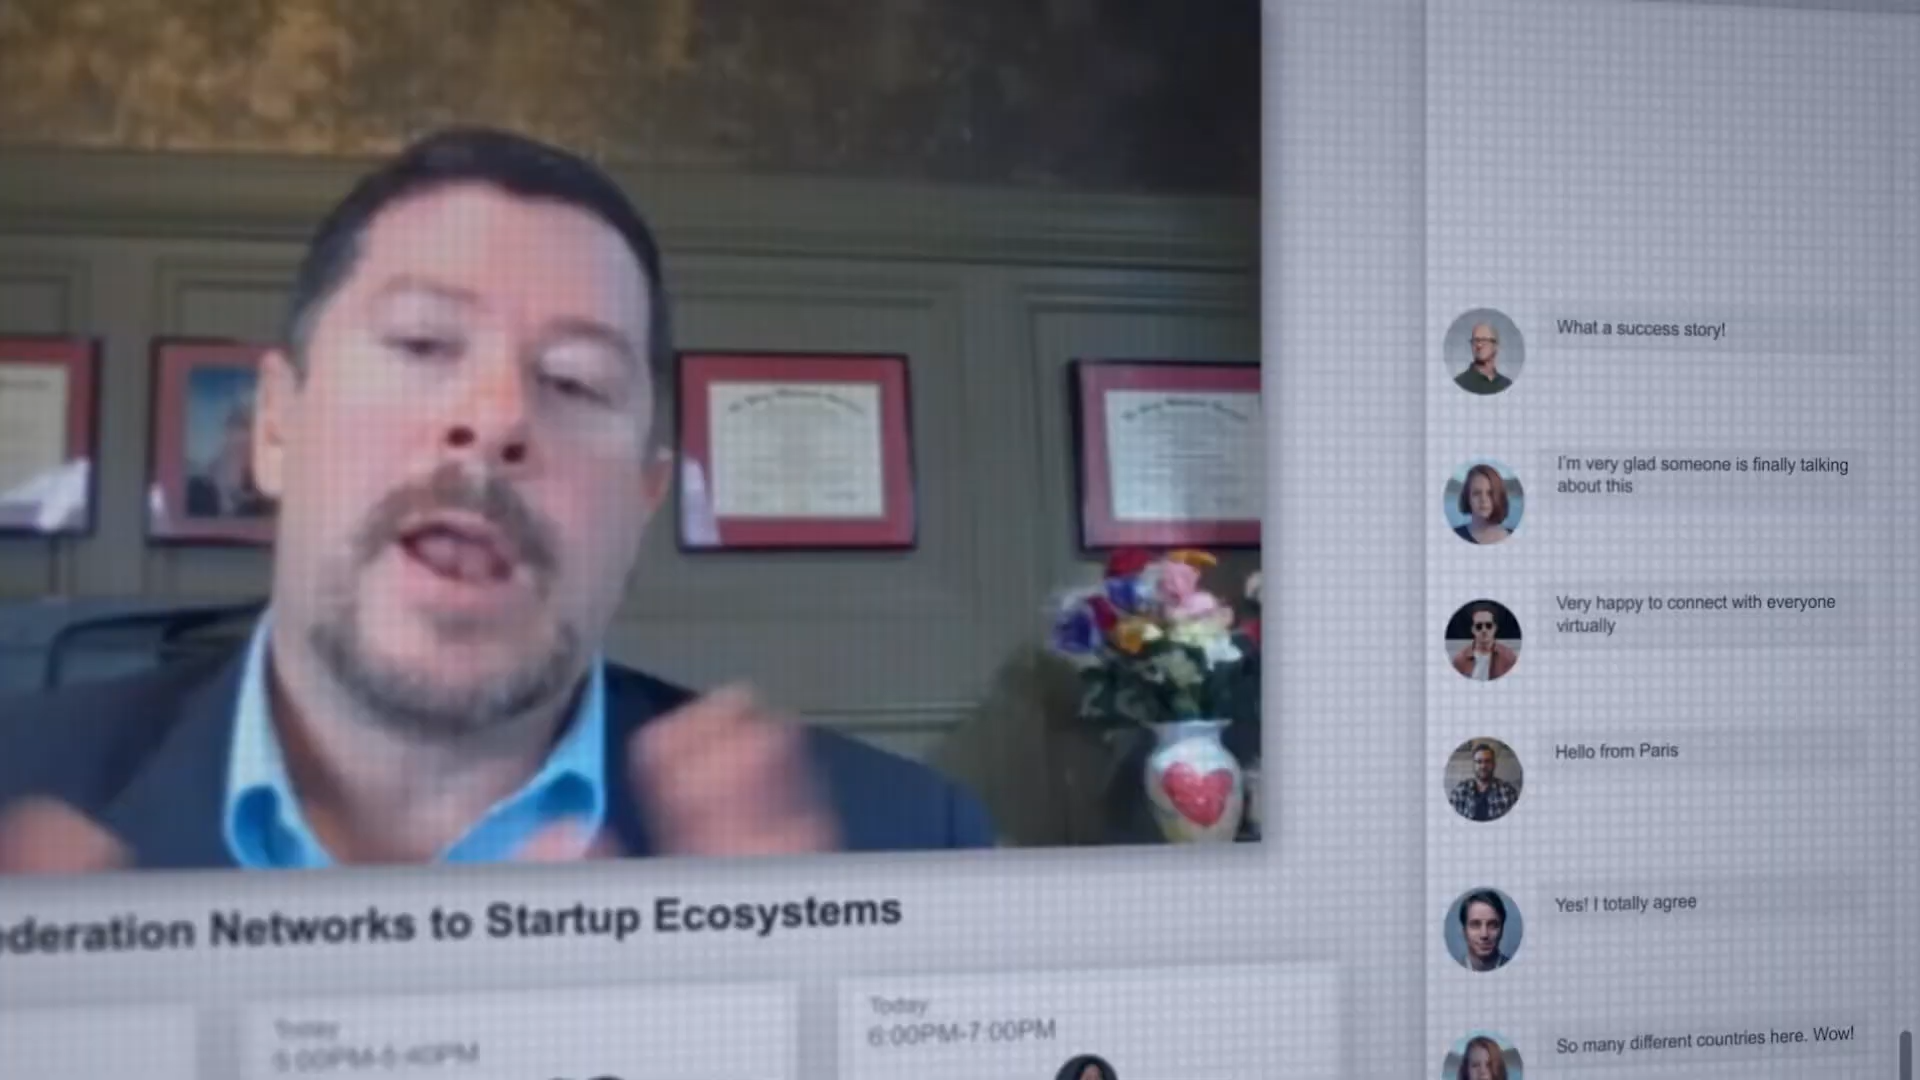 What a success story!
I'm very glad someone is finally talking
about this
Very happy to connect with everyone
virtually
Hello from Paris
Yes! I totally agree
So many different countries here. Wow!
Networks to Startup Ecosystems
Today
Today
6:00PM-7:00PM